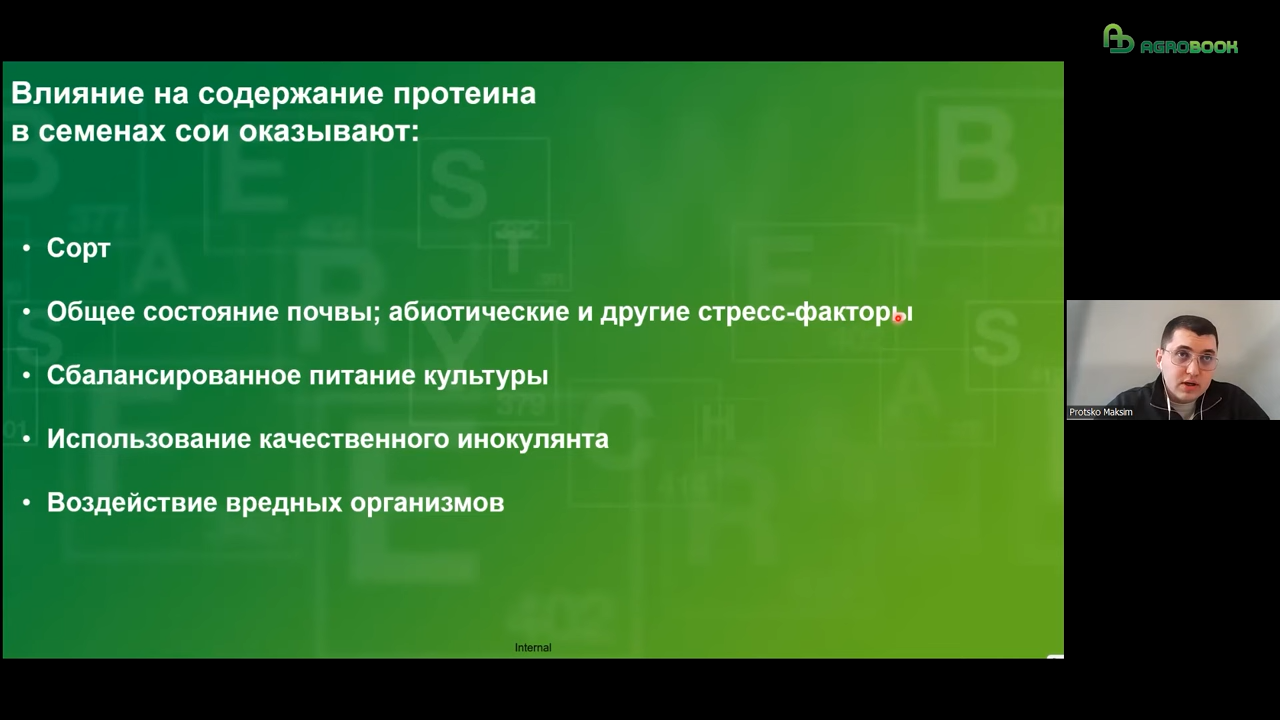 AGROBOOK
Влияние на содержание протеина
в семенах сои оказывают:
• Сорт
• Общее состояние почвы; абиотические и другие стресс-факторы
• Сбалансированное питание культуры
• Использование качественного инокулянта
• Воздействие вредных организмов
Protsko Maksim
Internal